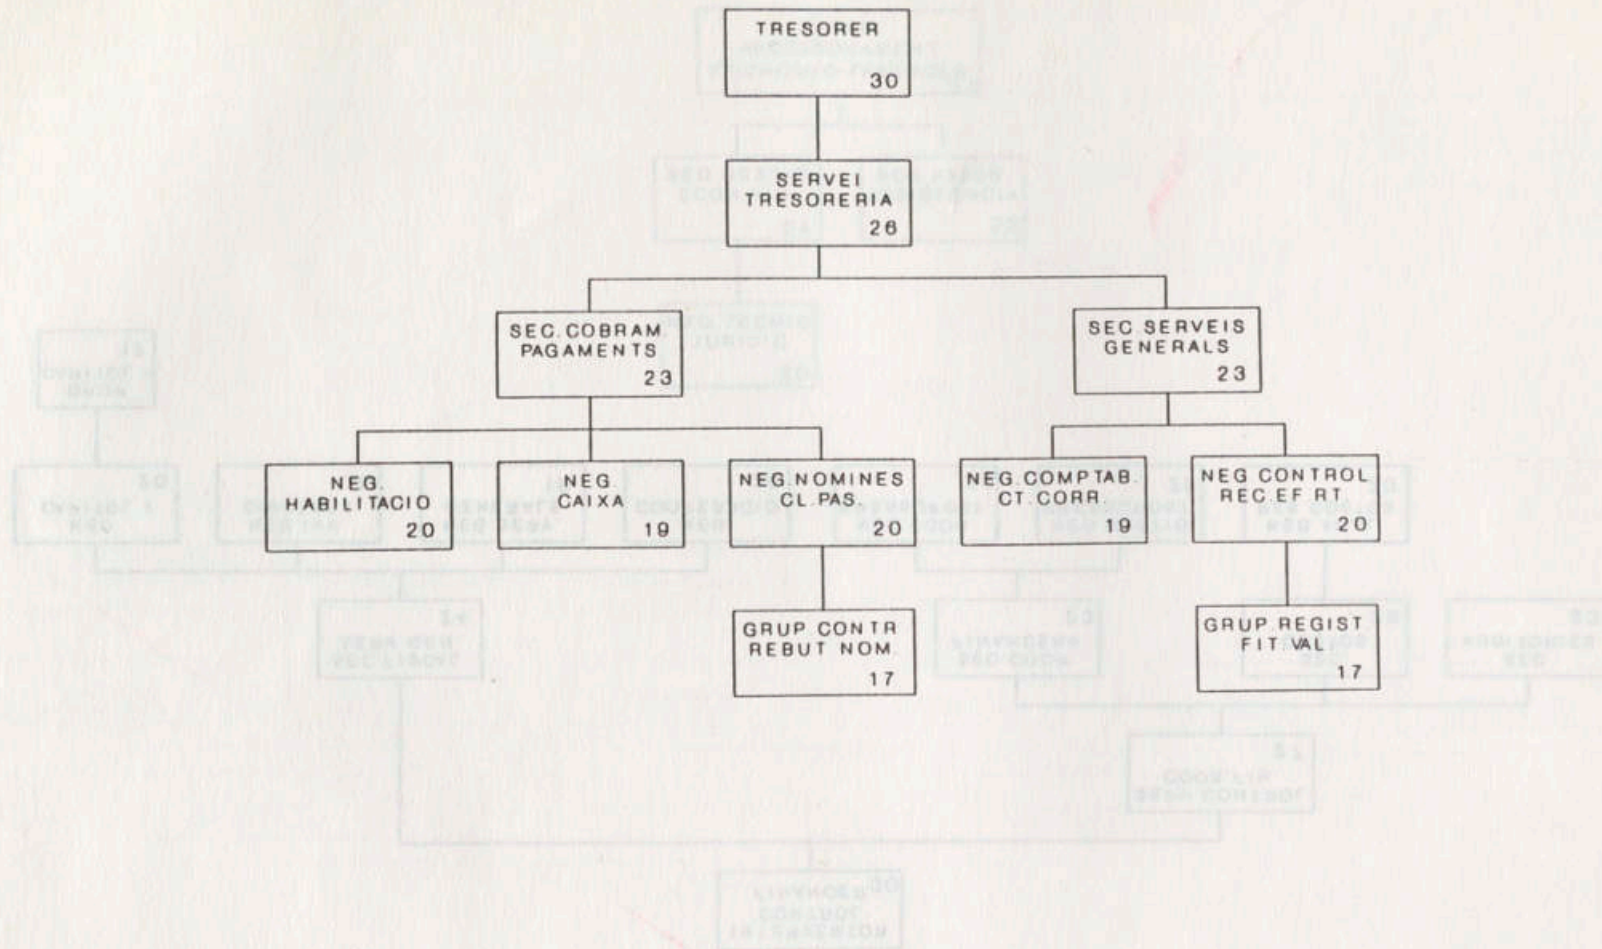 TRESORER
30
SERVEI
TRESORERIA
26
SEC.COBRAM.
PAGAMENTS
23
SEC.SERVEIS
GENERALS
23
NEG.
HABILITACIO
20
NEG.
CAIXA
19
NEG.NOMINES
CL.PAS.
20
NEG.COMPTAB.
CT.CORR.
19
NEG CONTROL
REC.EF RT.
20
GRUP.CONTR
REBUT NOM
17
GRUP.REGIST
FIT.VAL.
17